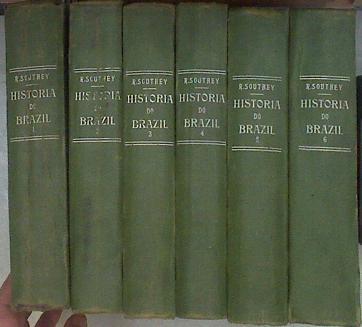 R. SOUTHEY
HISTORIA
DO
BRAZIL
1
R. SOUTHEY
HISTORIA
DO
BRAZIL
2
R. SOUTHEY
HISTORIA
DO
BRAZIL
3
R. SOUTHEY
HISTORIA
DO
BRAZIL
4
R. SOUTHEY
HISTORIA
DO
BRAZIL
5
R. SOUTHEY
HISTORIA
DO
BRAZIL
6